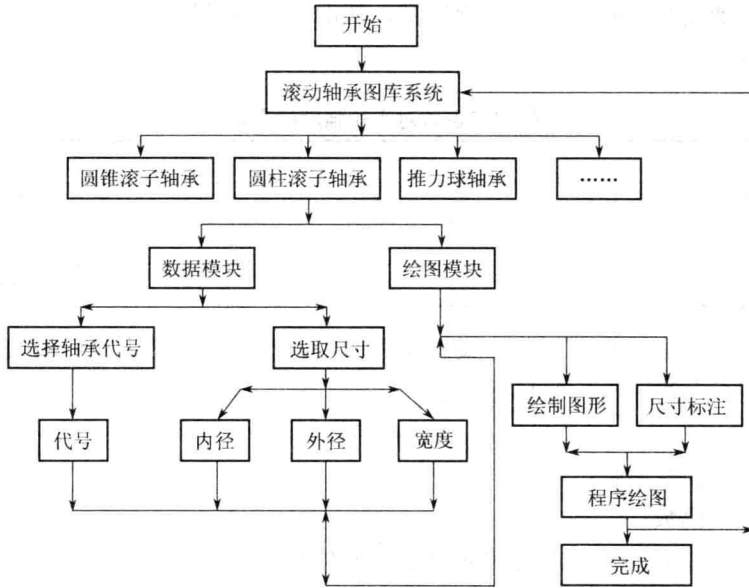 开始
滚动轴承图库系统
圆锥滚子轴承
圆柱滚子轴承
推力球轴承
……
数据模块
绘图模块
选择轴承代号
选取尺寸
绘制图形
尺寸标注
代号
内径
外径
宽度
程序绘图
完成